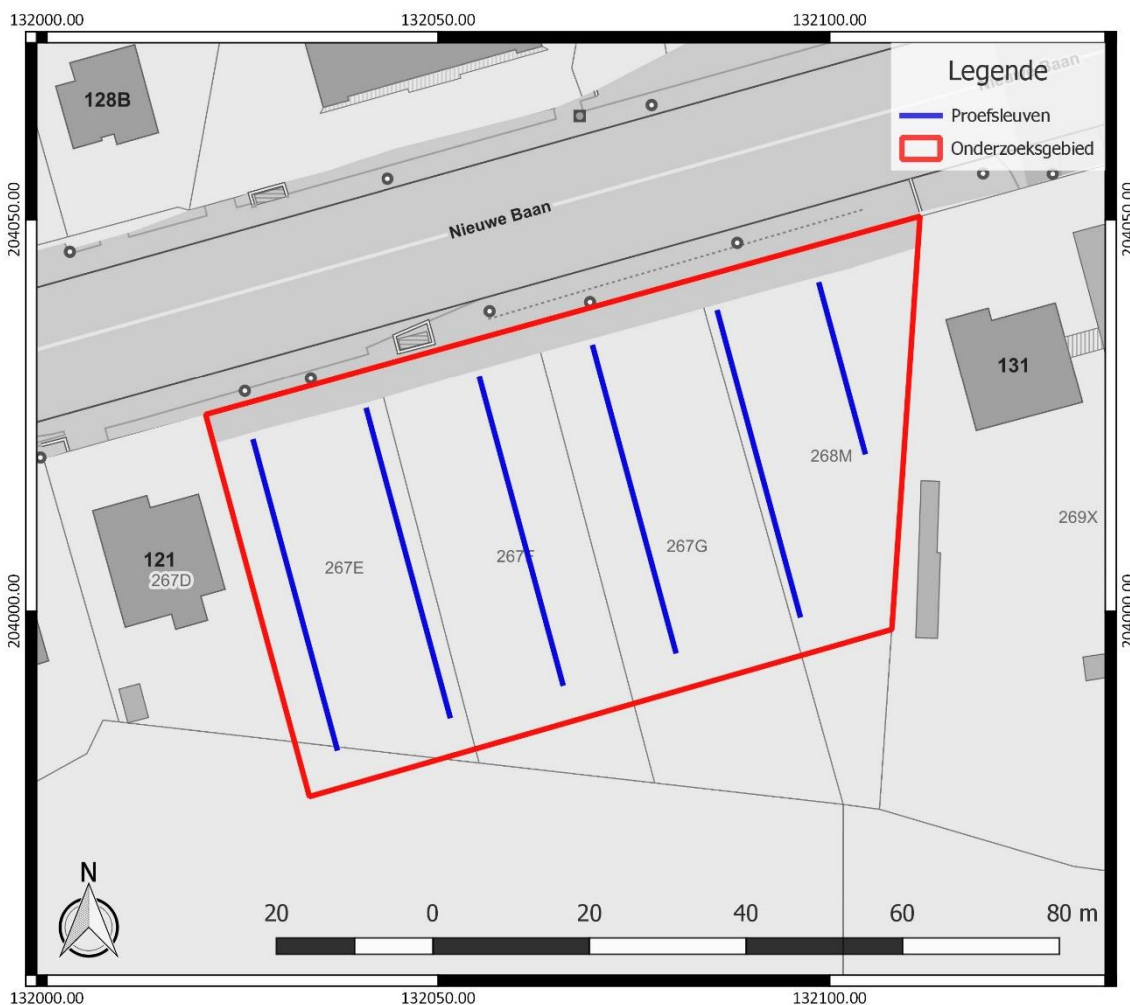 132000.00
132050.00
132100.00
Legende
Nieuwe Baan
Proefsleuven
Onderzoeksgebied
128B
204050.00
204050.00
Nieuwe Baan
131
268M
269X
267G
267F
267E
121
267D
204000.00
204000.00
N
20 0 20 40 60 80 m
132000.00
132050.00
132100.00